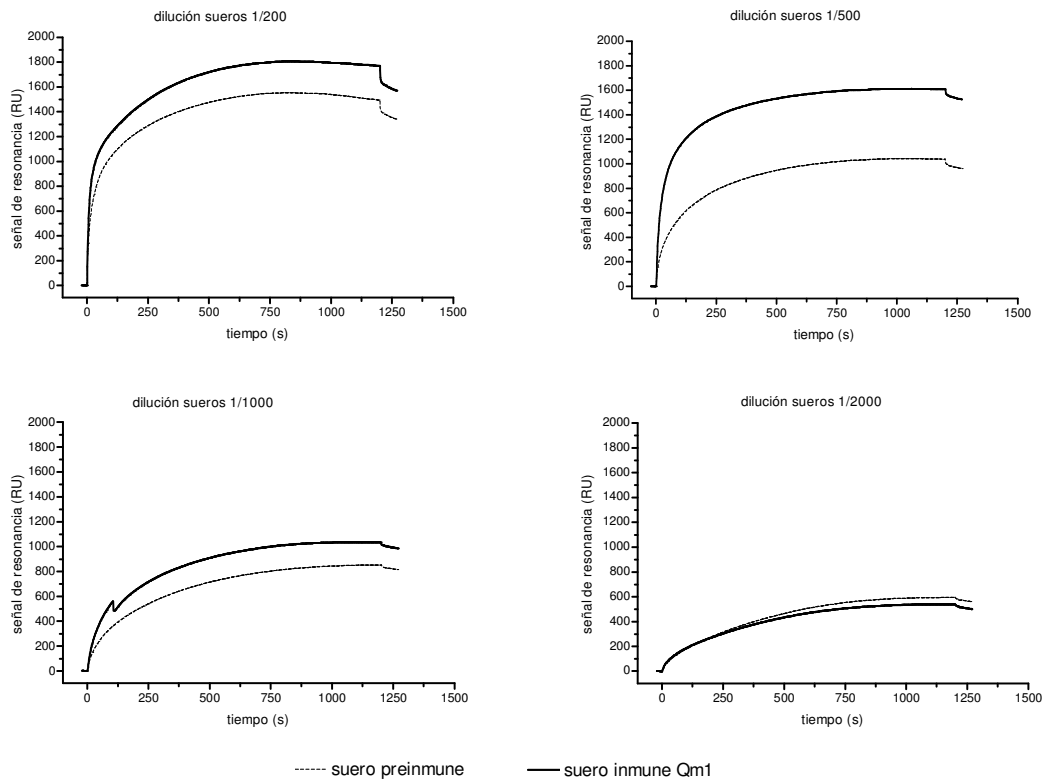 dilución sueros 1/200
señal de resonancia (RU)
2000
1800
1600
1400
1200
1000
800
600
400
200
0
0 250 500 750 1000 1250 1500
tiempo (s)
dilución sueros 1/500
señal de resonancia (RU)
2000
1800
1600
1400
1200
1000
800
600
400
200
0
0 250 500 750 1000 1250 1500
tiempo (s)
dilución sueros 1/1000
señal de resonancia (RU)
2000
1800
1600
1400
1200
1000
800
600
400
200
0
0 250 500 750 1000 1250 1500
tiempo (s)
dilución sueros 1/2000
señal de resonancia (RU)
2000
1800
1600
1400
1200
1000
800
600
400
200
0
0 250 500 750 1000 1250 1500
tiempo (s)
suero preinmune suero inmune Qm1